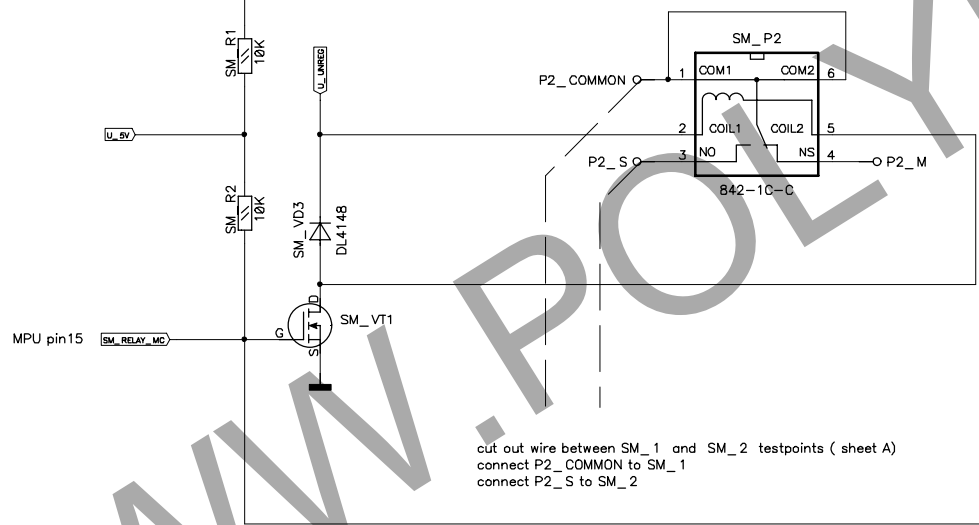 SM_R1
10K
U_UNREG
SM_P2
P2_COMMON
1
COM1
COM2
6
U_5V
2
COIL1
COIL2
5
P2_S
3
NO
NS
4
P2_M
842-1C-C
SM_R2
10K
SM_VD3
DL4148
D
SM_VT1
MPU pin15
SM_RELAY_MC
G
S
cut out wire between SM_1 and SM_2 testpoints ( sheet A)
connect P2_COMMON to SM_1
connect P2_S to SM_2
WW.POLY